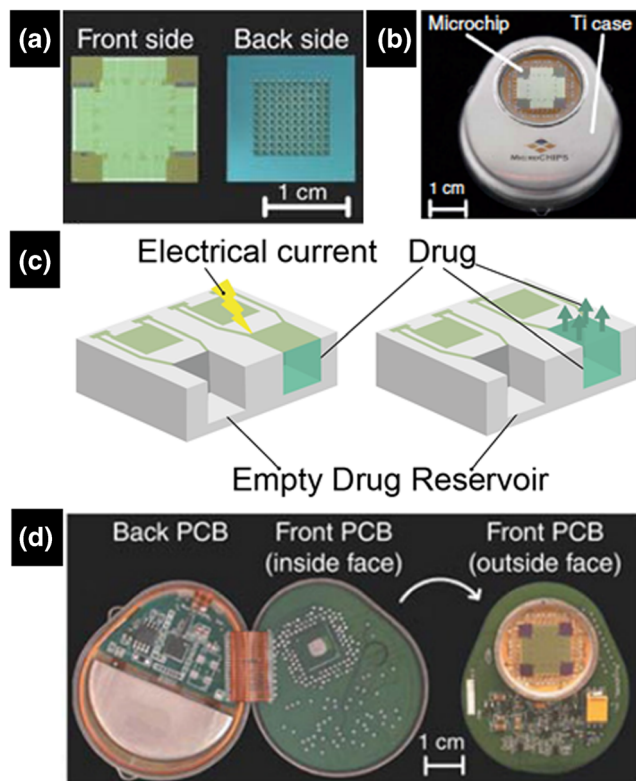 (a)
Front side
Back side
1 cm
(b)
Microchip
Ti case
MicroCHIPS
1 cm
(c)
Electrical current
Drug
Empty Drug Reservoir
(d)
Back PCB
Front PCB
(inside face)
Front PCB
(outside face)
1 cm